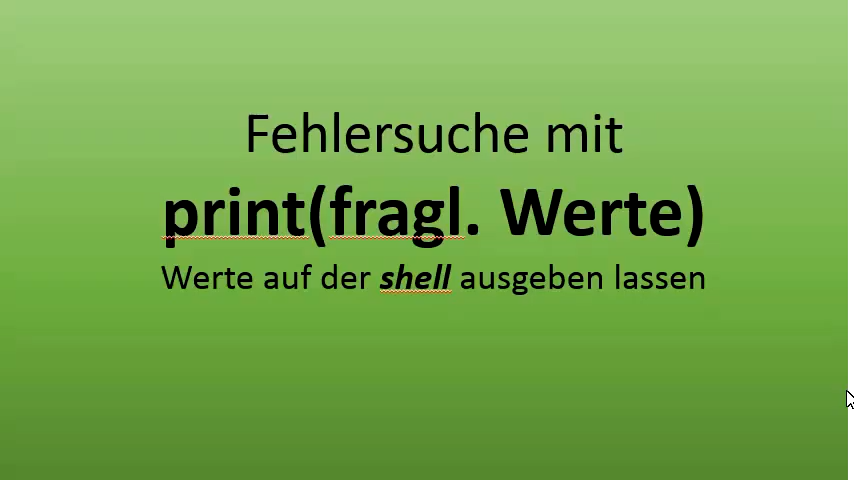 Fehlersuche mit
print(fragl. Werte)
Werte auf der shell ausgeben lassen